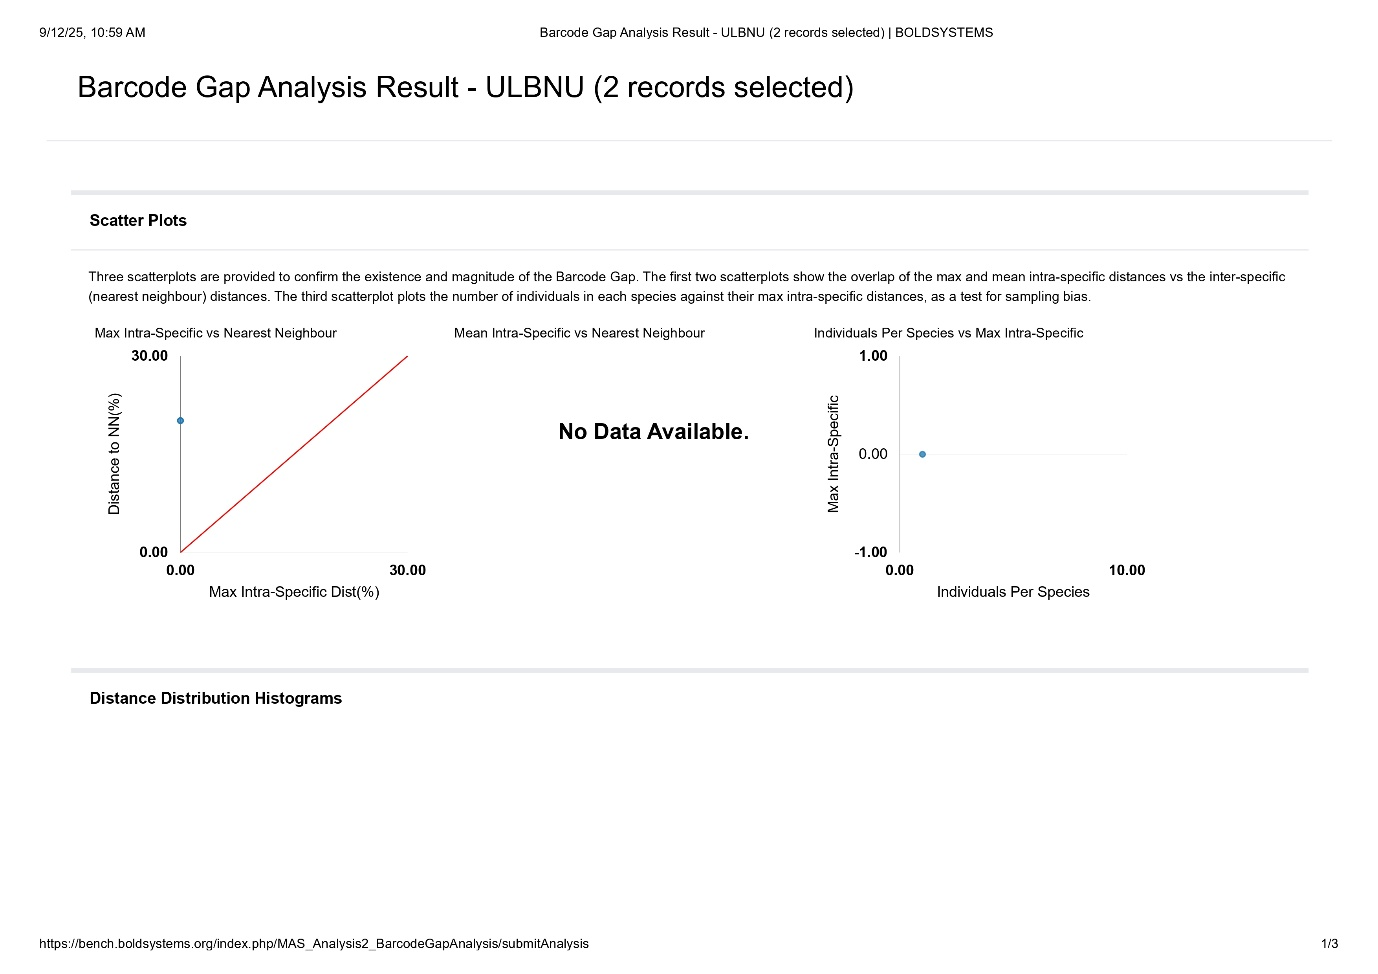 9/12/25, 10:59 AM
Barcode Gap Analysis Result - ULBNU (2 records selected) | BOLDSYSTEMS
Barcode Gap Analysis Result - ULBNU (2 records selected)
Scatter Plots
Three scatterplots are provided to confirm the existence and magnitude of the Barcode Gap. The first two scatterplots show the overlap of the max and mean intra-specific distances vs the inter-specific
(nearest neighbour) distances. The third scatterplot plots the number of individuals in each species against their max intra-specific distances, as a test for sampling bias.
Max Intra-Specific vs Nearest Neighbour
30.00
Distance to NN(%)
0.00
0.00
30.00
Max Intra-Specific Dist(%)
Mean Intra-Specific vs Nearest Neighbour
No Data Available.
Individuals Per Species vs Max Intra-Specific
1.00
Max Intra-Specific
0.00
-1.00
0.00
10.00
Individuals Per Species
Distance Distribution Histograms
https://bench.boldsystems.org/index.php/MAS_Analysis2_BarcodeGapAnalysis/submitAnalysis
1/3